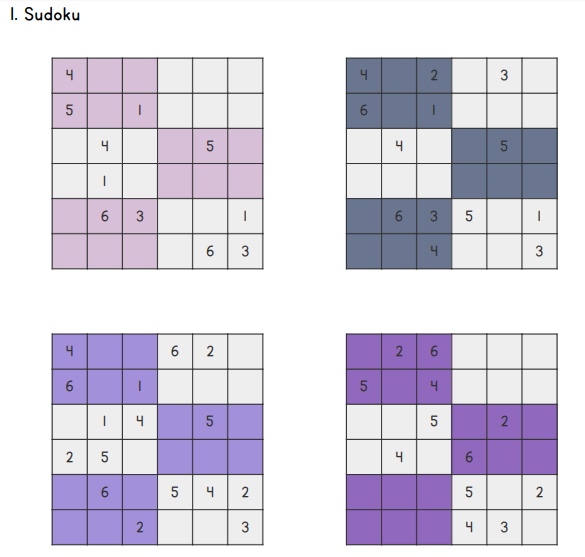 1. Sudoku
4 4 2 3
5 1 6 1
4 5 4 5
1
6 3 1 6 3 5 1
6 3 4 3
4 6 2 2 6
6 1 5 4
1 4 5 5 2
2 5 4 6
6 5 4 2 5 2
2 3 4 3